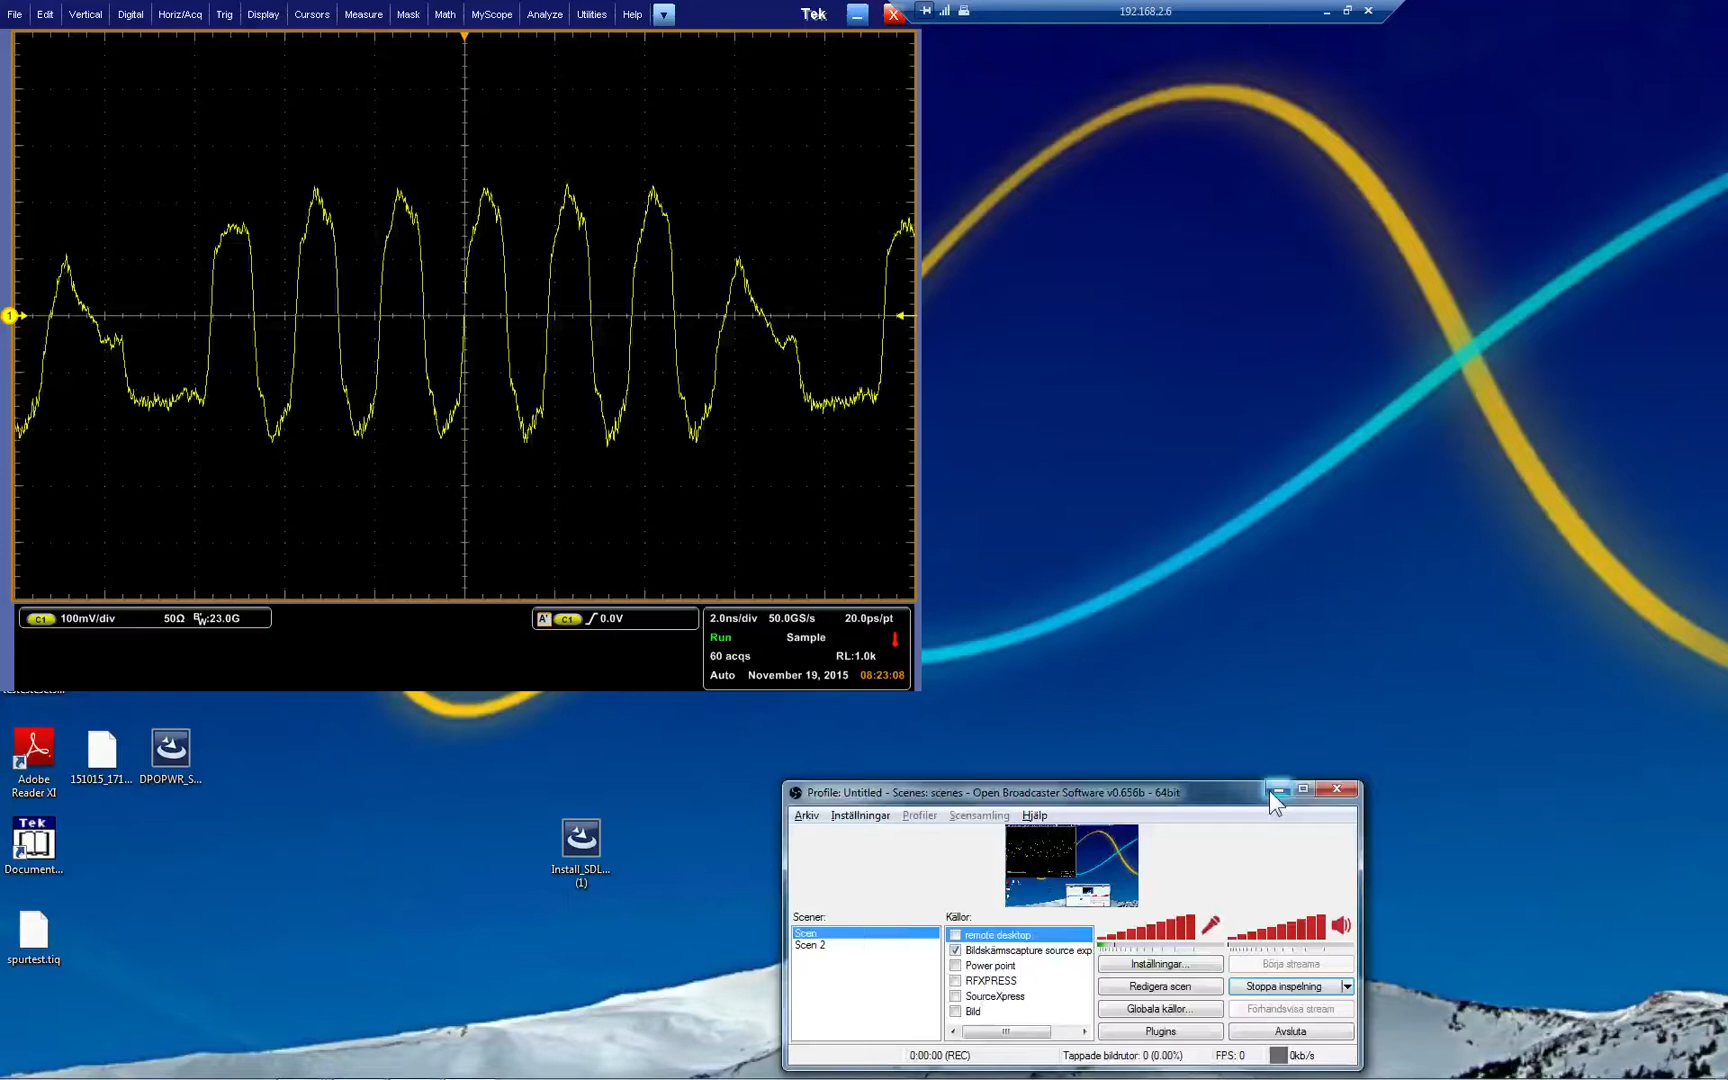 File Edit Vertical Digital Horiz/Acq Trig Display Cursors Measure Mask Math MyScope Analyze Utilities Help Tek X
192.168.2.6
1
C1 100mV/div 50Ω BW:23.0G
A' C1 0.0V
2.0ns/div 50.0GS/s 20.0ps/pt
Run Sample
60 acqs RL:1.0k
Auto November 19, 2015 08:23:08
Adobe Reader XI
151015_171...
DPOPWR_S...
Tek
Document...
Install_SDL... (1)
spurtest.tiq
Profile: Untitled - Scenes: scenes - Open Broadcaster Software v0.656b - 64bit
Arkiv Inställningar Profiler Scensamling Hjälp
Scener:
Scen
Scen 2
Källor:
remote desktop
Bildskämscapture source exp
Power point
RFXPRESS
SourceXpress
Bild
Inställningar...
Börja streama
Redigera scen
Stoppa inspelning
Globala källor...
Förhandsvisa stream
Plugins
Avsluta
0:00:00 (REC) Tappade bildrutor: 0 (0.00%) FPS: 0 0kb/s